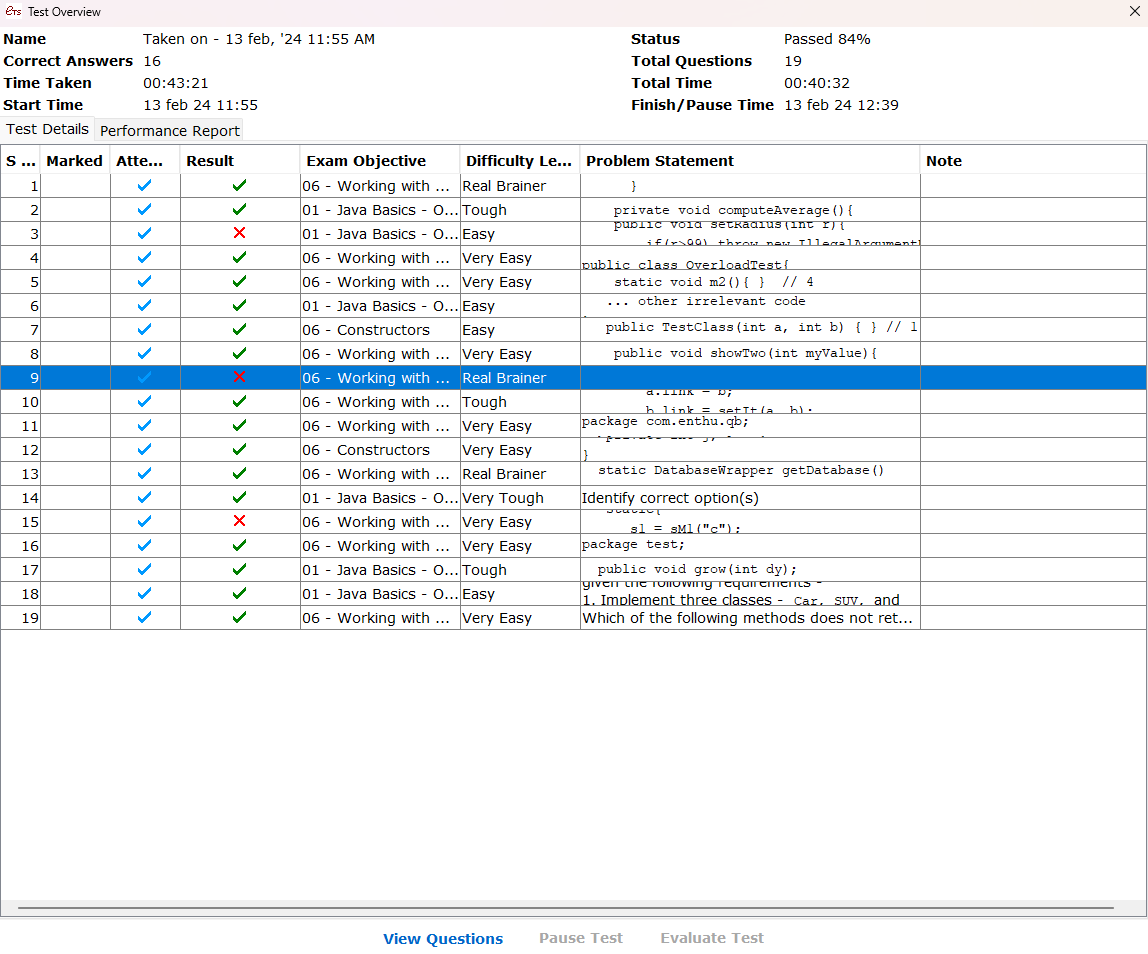 ets Test Overview
Name Taken on - 13 feb, '24 11:55 AM Status Passed 84%
Correct Answers 16 Total Questions 19
Time Taken 00:43:21 Total Time 00:40:32
Start Time 13 feb 24 11:55 Finish/Pause Time 13 feb 24 12:39
Test Details Performance Report
S ... Marked Atte... Result Exam Objective Difficulty Le... Problem Statement Note
1 06 - Working with ... Real Brainer }
2 01 - Java Basics - O... Tough private void computeAverage(){
3 01 - Java Basics - O... Easy public void setRadius(int r){
if(r>99) throw new IllegalArgument
4 06 - Working with ... Very Easy public class OverloadTest{
5 06 - Working with ... Very Easy static void m2(){ } // 4
6 01 - Java Basics - O... Easy ... other irrelevant code
7 06 - Constructors Easy public TestClass(int a, int b) { } // 1
8 06 - Working with ... Very Easy public void showTwo(int myValue){
9 06 - Working with ... Real Brainer
10 06 - Working with ... Tough a.link = b;
b.link = setIt(a, b);
11 06 - Working with ... Very Easy package com.enthu.qb;
12 06 - Constructors Very Easy }
13 06 - Working with ... Real Brainer static DatabaseWrapper getDatabase()
14 01 - Java Basics - O... Very Tough Identify correct option(s)
15 06 - Working with ... Very Easy static{
s1 = sM1("c");
16 06 - Working with ... Very Easy package test;
17 01 - Java Basics - O... Tough public void grow(int dy);
18 01 - Java Basics - O... Easy given the following requirements -
1. Implement three classes - Car, SUV, and
19 06 - Working with ... Very Easy Which of the following methods does not ret...
View Questions Pause Test Evaluate Test